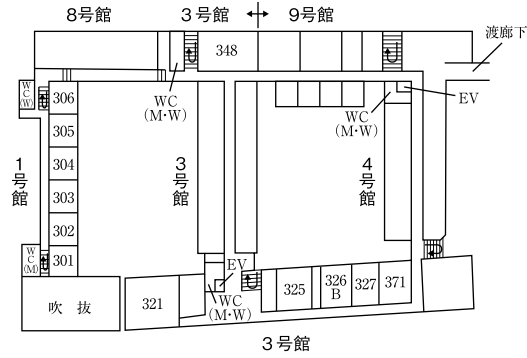 8号館
3号館
9号館
渡廊下
348
WC
(M・W)
WC
(M・W)
EV
WC
(W)
306
305
304
303
302
301
1号館
3号館
4号館
WC
(M)
吹抜
321
EV
WC
(M・W)
325
326
B
327
371
3号館